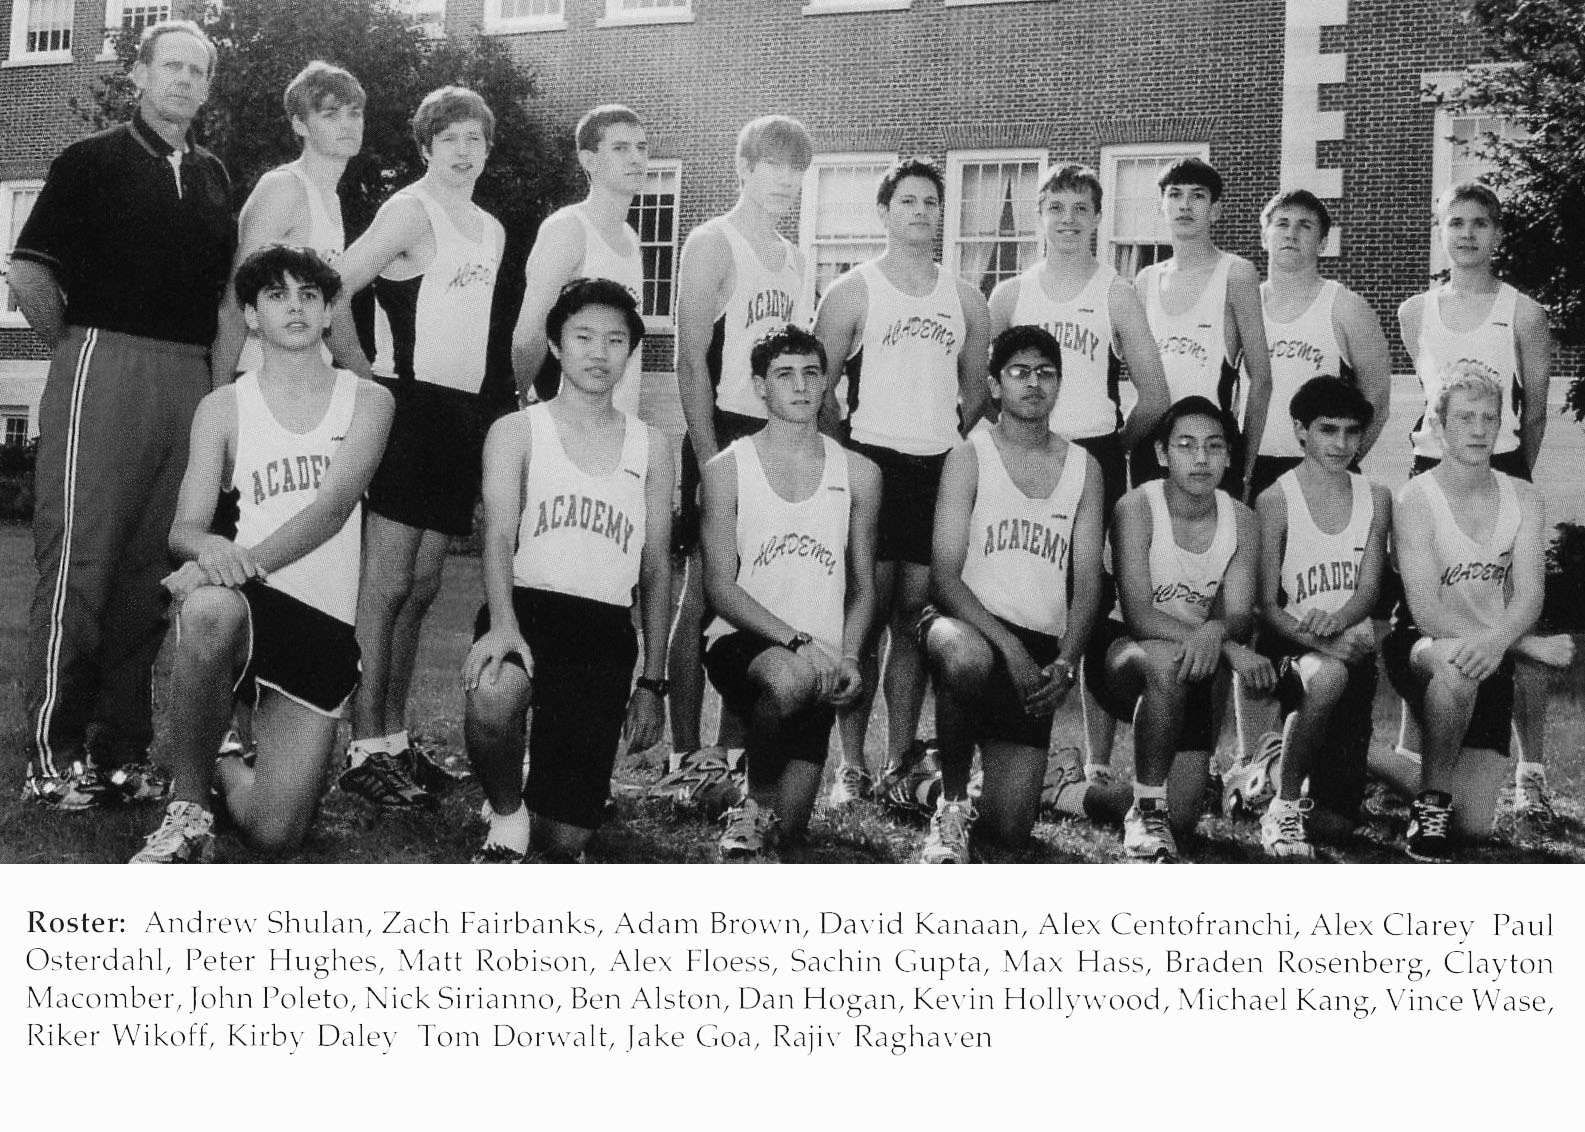 ACADEMY
ACADEMY
ACADEMY
ACADEMY
ACADEMY
ACADEMY
ACADEMY
Roster: Andrew Shulan, Zach Fairbanks, Adam Brown, David Kanaan, Alex Centofranchi, Alex Clarey Paul
Osterdahl, Peter Hughes, Matt Robison, Alex Floess, Sachin Gupta, Max Hass, Braden Rosenberg, Clayton
Macomber, John Poleto, Nick Sirianno, Ben Alston, Dan Hogan, Kevin Hollywood, Michael Kang, Vince Wase,
Riker Wikoff, Kirby Daley Tom Dorwalt, Jake Goa, Rajiv Raghaven